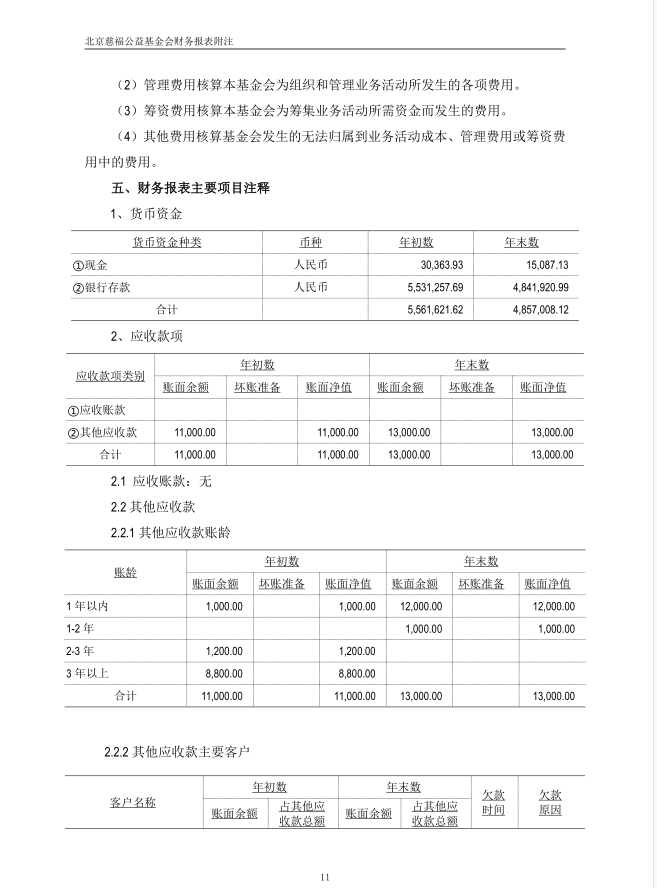 北京慈福公益基金会财务报表附注
（2）管理费用核算本基金会为组织和管理业务活动所发生的各项费用。
（3）筹资费用核算本基金会为筹集业务活动所需资金而发生的费用。
（4）其他费用核算基金会发生的无法归属到业务活动成本、管理费用或筹资费
用中的费用。
五、财务报表主要项目注释
1、货币资金
货币资金种类 币种 年初数 年末数
①现金 人民币 30,363.93 15,087.13
②银行存款 人民币 5,531,257.69 4,841,920.99
合计 5,561,621.62 4,857,008.12
2、应收款项
应收款项类别 年初数 年末数
账面余额 坏账准备 账面净值 账面余额 坏账准备 账面净值
①应收账款
②其他应收款 11,000.00 11,000.00 13,000.00 13,000.00
合计 11,000.00 11,000.00 13,000.00 13,000.00
2.1 应收账款：无
2.2 其他应收款
2.2.1 其他应收款账龄
账龄 年初数 年末数
账面余额 坏账准备 账面净值 账面余额 坏账准备 账面净值
1 年以内 1,000.00 1,000.00 12,000.00 12,000.00
1-2 年 1,000.00 1,000.00
2-3 年 1,200.00 1,200.00
3 年以上 8,800.00 8,800.00
合计 11,000.00 11,000.00 13,000.00 13,000.00
2.2.2 其他应收款主要客户
客户名称 年初数 年末数 欠款时间 欠款原因
账面余额 占其他应收款总额 账面余额 占其他应收款总额
11